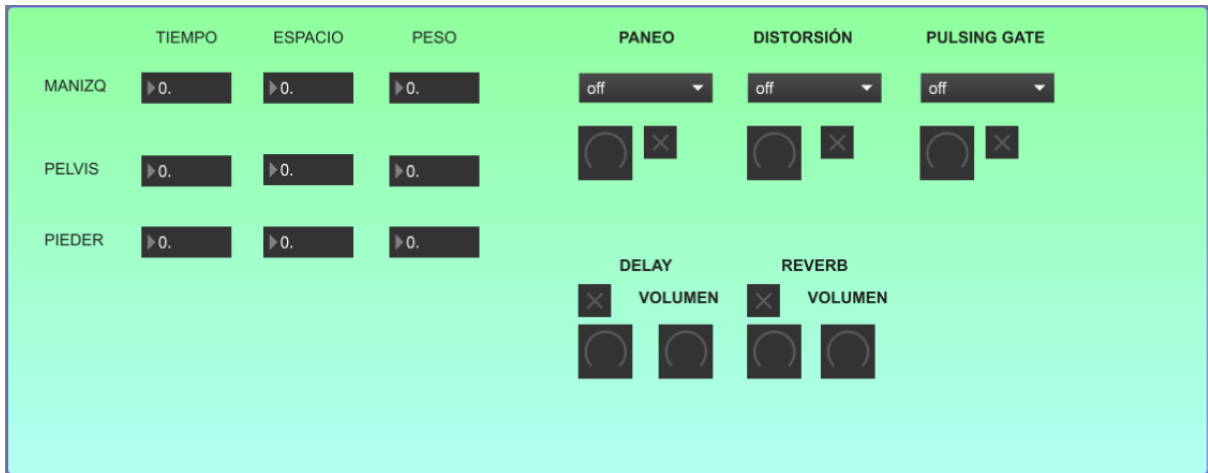 TIEMPO ESPACIO PESO PANEO DISTORSIÓN PULSING GATE
MANIZQ 0. 0. 0. off off off
PELVIS 0. 0. 0.
PIEDER 0. 0. 0.
DELAY REVERB
VOLUMEN VOLUMEN